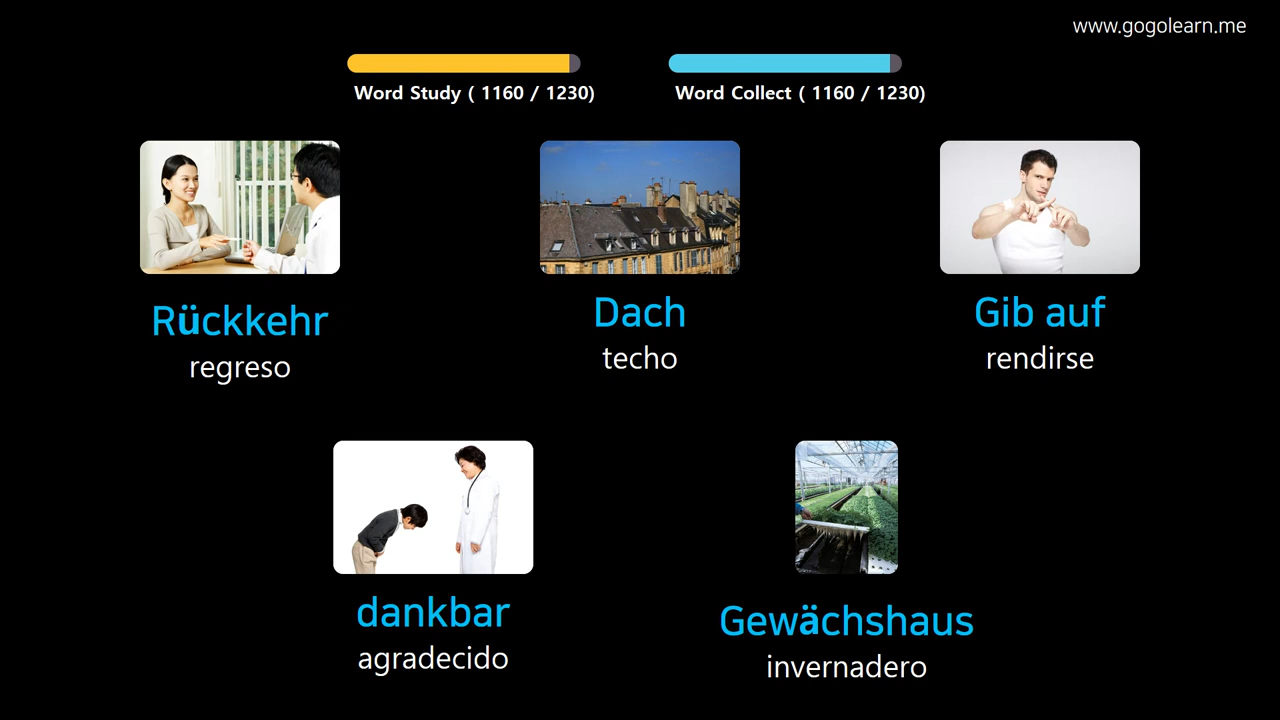 www.gogolearn.me
Word Study ( 1160 / 1230)
Word Collect ( 1160 / 1230)
Rückkehr
regreso
Dach
techo
Gib auf
rendirse
dankbar
agradecido
Gewächshaus
invernadero